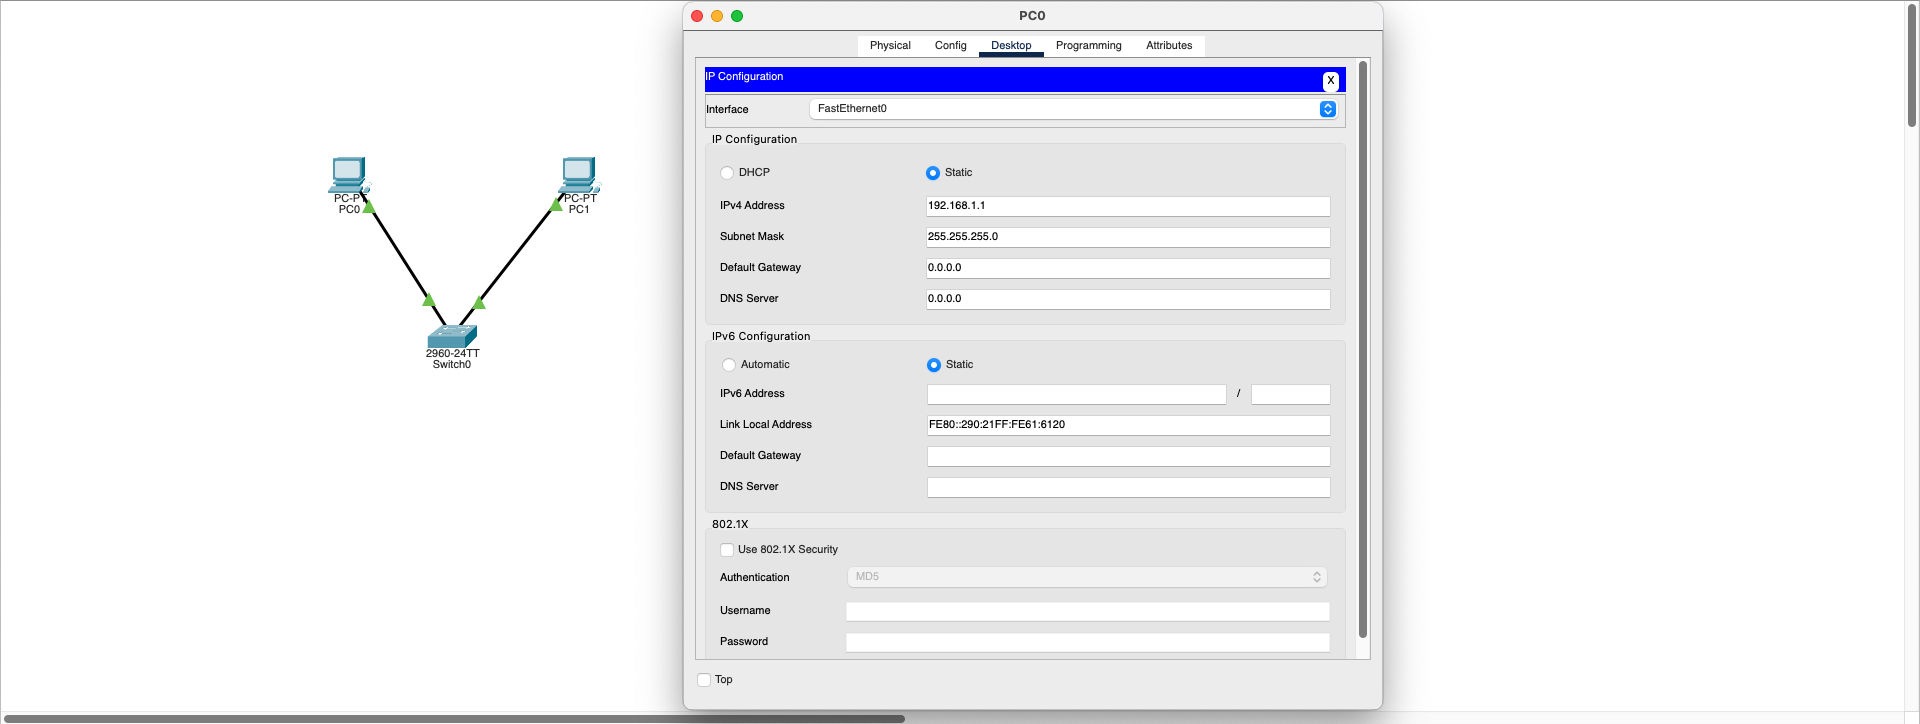 PC0
Physical Config Desktop Programming Attributes
IP Configuration X
Interface FastEthernet0
IP Configuration
DHCP Static
IPv4 Address 192.168.1.1
Subnet Mask 255.255.255.0
Default Gateway 0.0.0.0
DNS Server 0.0.0.0
IPv6 Configuration
Automatic Static
IPv6 Address /
Link Local Address FE80::290:21FF:FE61:6120
Default Gateway
DNS Server
802.1X
Use 802.1X Security
Authentication MD5
Username
Password
Top
PC-PT
PC0
PC-PT
PC1
2960-24TT
Switch0